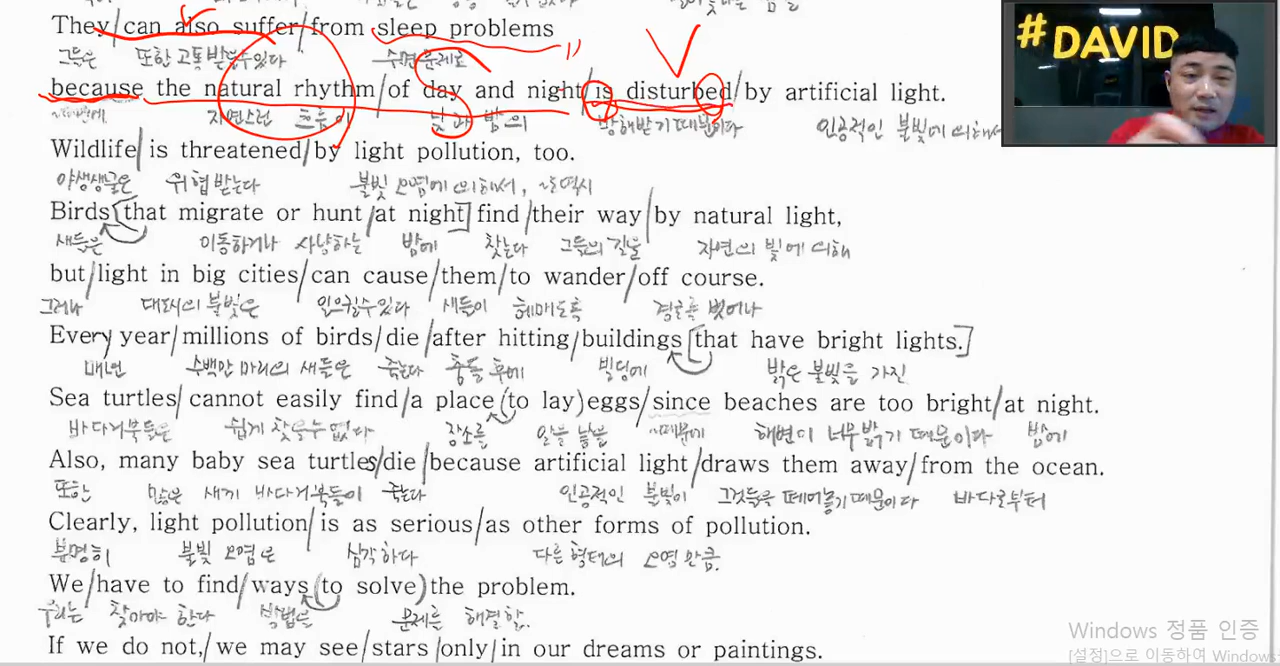 They/can also suffer/from sleep problems
그들은 또한 고통받을수있다 수면문제로
because the natural rhythm/of day and night/is disturbed/by artificial light.
~때문에 자연스런 흐름이 낮과 밤의 방해받기 때문이다 인공적인 불빛에 의해서
Wildlife/is threatened/by light pollution, too.
야생생물은 위협받는다 불빛 오염에 의해서, ~또 역시
Birds[that migrate or hunt/at night]find/their way/by natural light,
새들은 이동하거나 사냥하는 밤에 찾는다 그들의 길을 자연의 빛에 의해
but/light in big cities/can cause/them/to wander/off course.
그러나 대도시의 불빛은 일으킬수있다 새들이 헤매도록 경로를 벗어나
Every year/millions of birds/die/after hitting/buildings[that have bright lights.]
매년 수백만 마리의 새들은 죽는다 충돌 후에 빌딩에 밝은 불빛을 가진
Sea turtles/cannot easily find/a place(to lay)eggs/since beaches are too bright/at night.
바다거북들은 쉽게 찾을수 없다 장소를 알을 낳을 ~때문에 해변이 너무 밝기 때문이다 밤에
Also, many baby sea turtles/die/because artificial light/draws them away/from the ocean.
또한 많은 새끼 바다거북들이 죽는다 인공적인 불빛이 그것들을 떼어놓기때문이다 바다로부터
Clearly, light pollution/is as serious/as other forms of pollution.
분명히 불빛 오염은 심각하다 다른 형태의 오염만큼.
We/have to find/ways(to solve)the problem.
우리는 찾아야 한다 방법을 문제를 해결할.
If we do not,/we may see/stars/only/in our dreams or paintings.
#DAVID
Windows 정품 인증
[설정]으로 이동하여 Windows